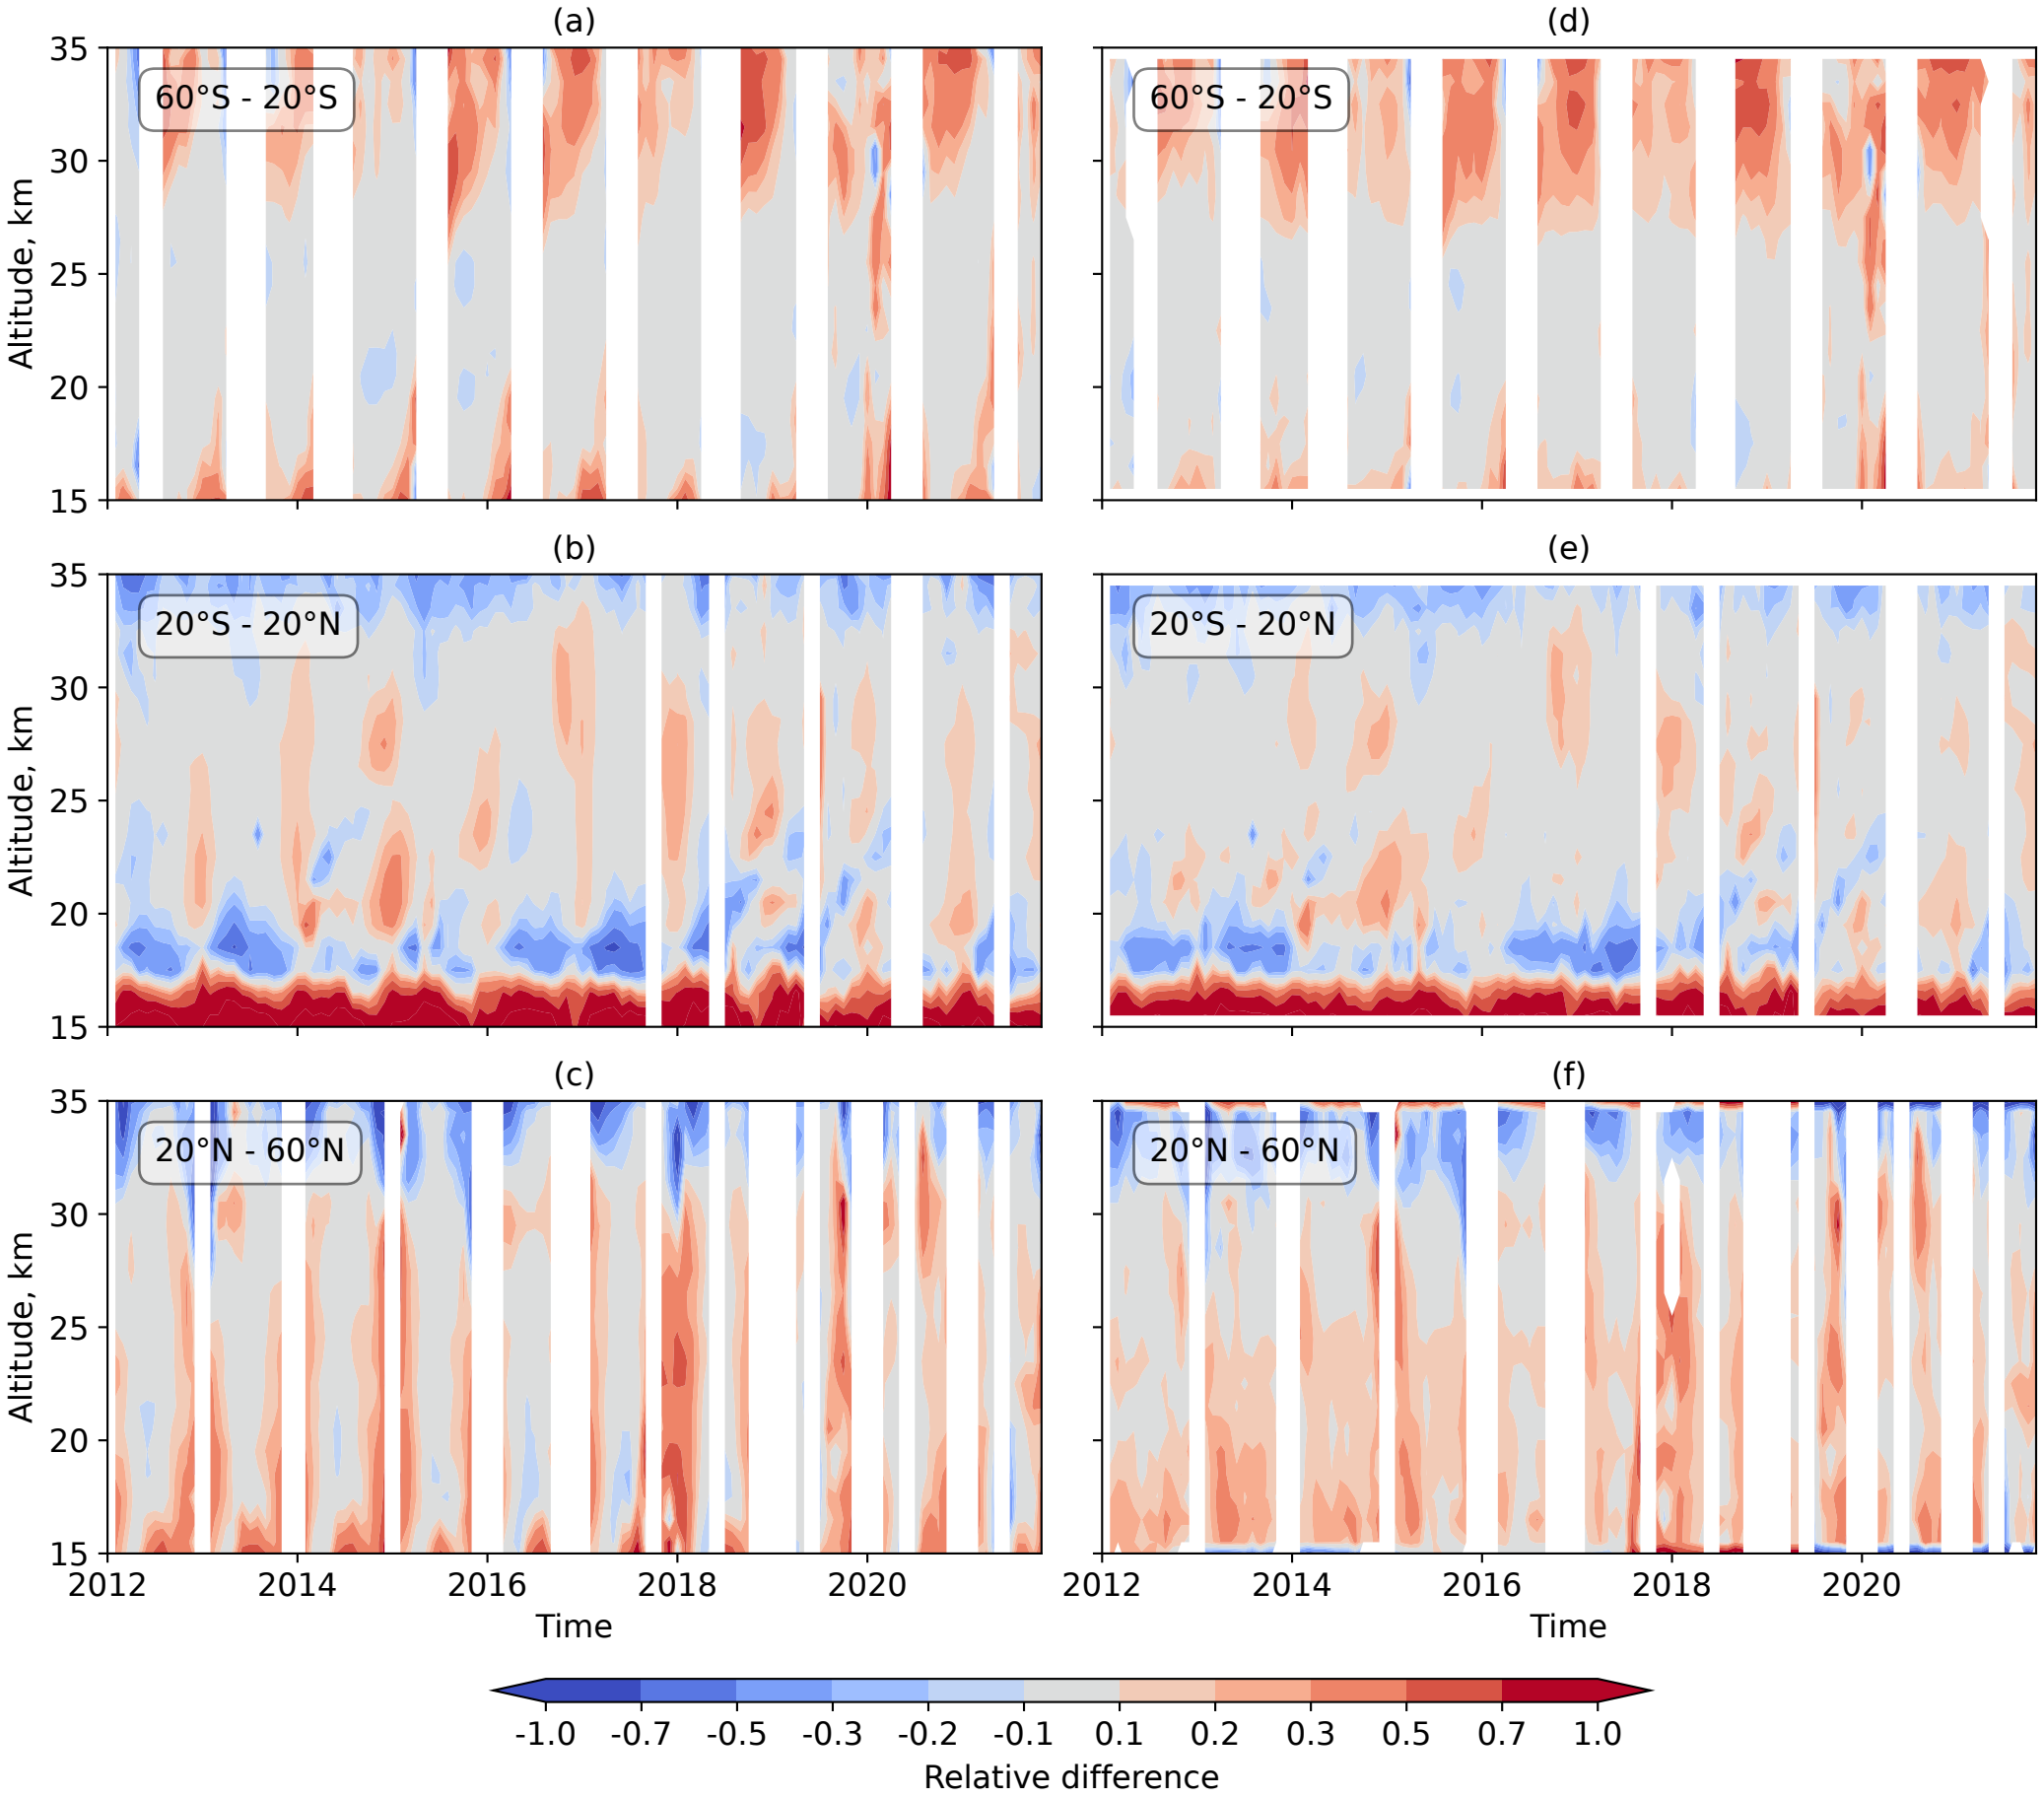 (a)
35
30
25
20
15
Altitude, km
60°S - 20°S
(d)
60°S - 20°S
(b)
35
30
25
20
15
Altitude, km
20°S - 20°N
(e)
20°S - 20°N
(c)
35
30
25
20
15
Altitude, km
20°N - 60°N
2012 2014 2016 2018 2020
Time
(f)
20°N - 60°N
2012 2014 2016 2018 2020
Time
-1.0 -0.7 -0.5 -0.3 -0.2 -0.1 0.1 0.2 0.3 0.5 0.7 1.0
Relative difference